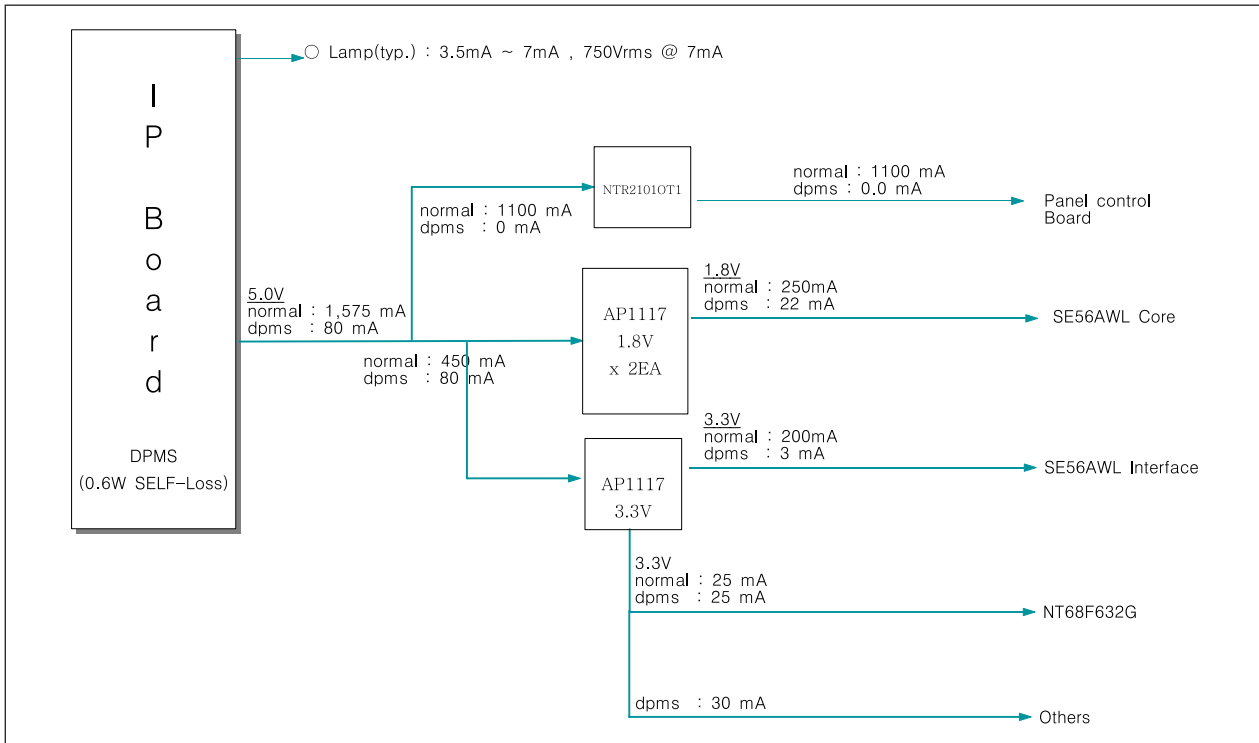 ○ Lamp(typ.) : 3.5mA ~ 7mA , 750Vrms @ 7mA
IP Board
DPMS
(0.6W SELF-Loss)
5.0V
normal : 1,575 mA
dpms : 80 mA
normal : 1100 mA
dpms : 0 mA
normal : 450 mA
dpms : 80 mA
NTR2101OT1
normal : 1100 mA
dpms : 0.0 mA
Panel control
Board
AP1117
1.8V
x 2EA
1.8V
normal : 250mA
dpms : 22 mA
SE56AWL Core
AP1117
3.3V
3.3V
normal : 200mA
dpms : 3 mA
SE56AWL Interface
3.3V
normal : 25 mA
dpms : 25 mA
NT68F632G
dpms : 30 mA
Others